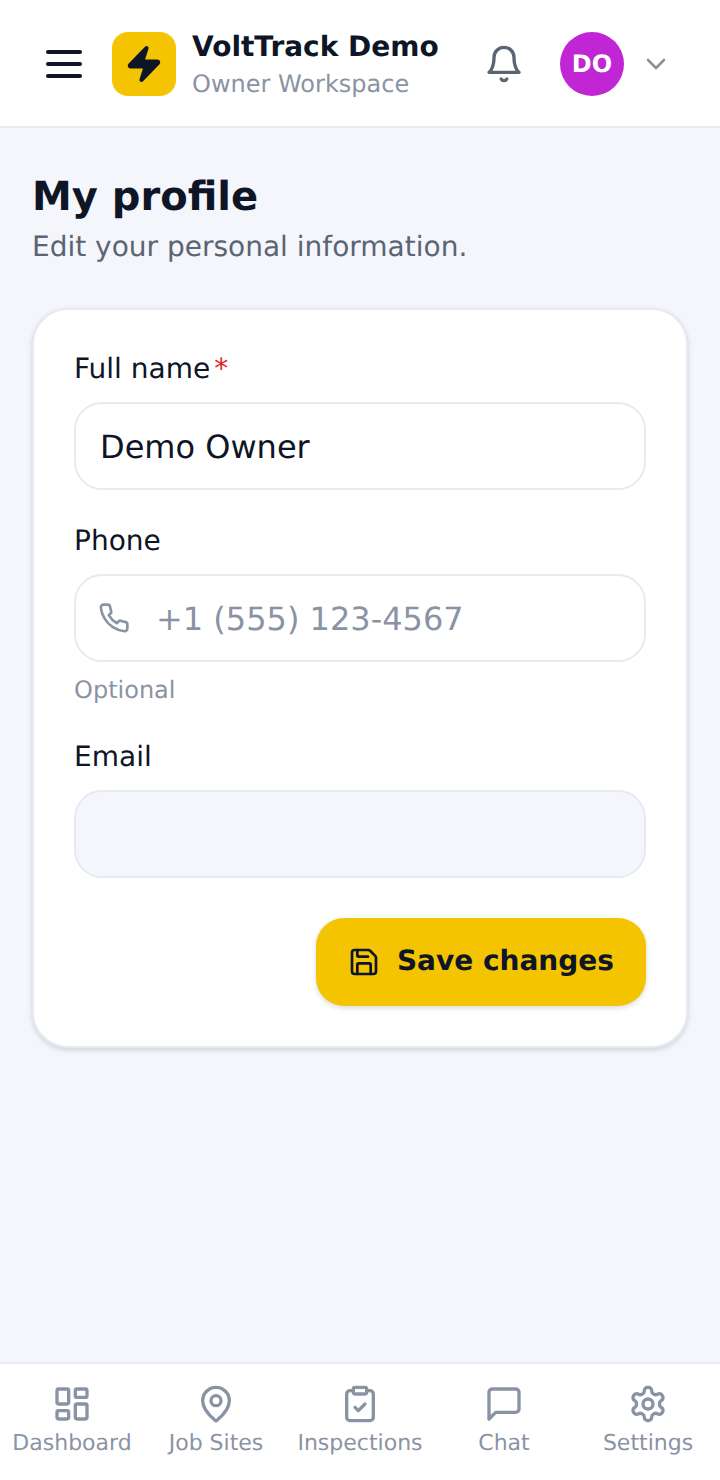 VoltTrack Demo
Owner Workspace
DO
My profile
Edit your personal information.
Full name*
Demo Owner
Phone
+1 (555) 123-4567
Optional
Email
Save changes
Dashboard
Job Sites
Inspections
Chat
Settings